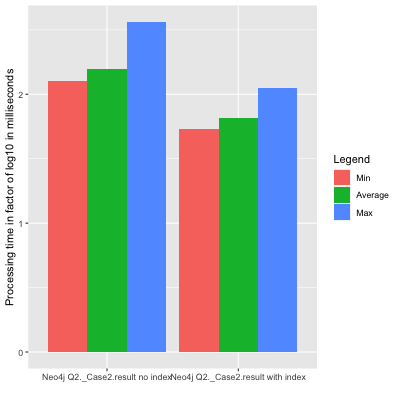 Processing time in factor of log10 in milliseconds
2
1
0
Neo4j Q2._Case2.result no index
Neo4j Q2._Case2.result with index
Legend
Min
Average
Max